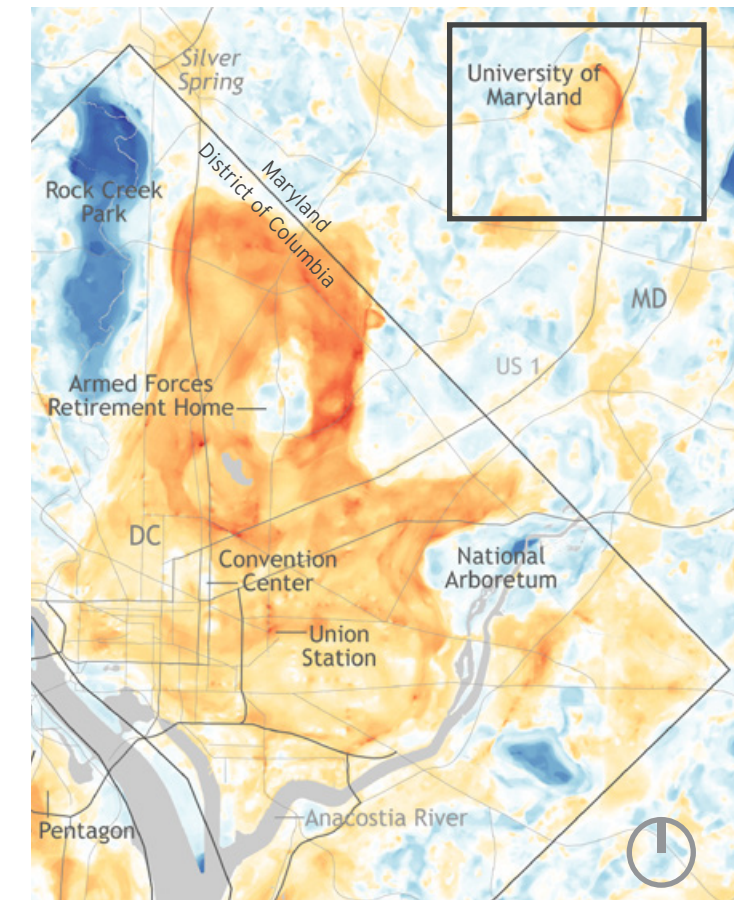 Silver
Spring
University of
Maryland
Maryland
District of Columbia
Rock Creek
Park
MD
US 1
Armed Forces
Retirement Home
DC
Convention
Center
National
Arboretum
Union
Station
Pentagon
Anacostia River